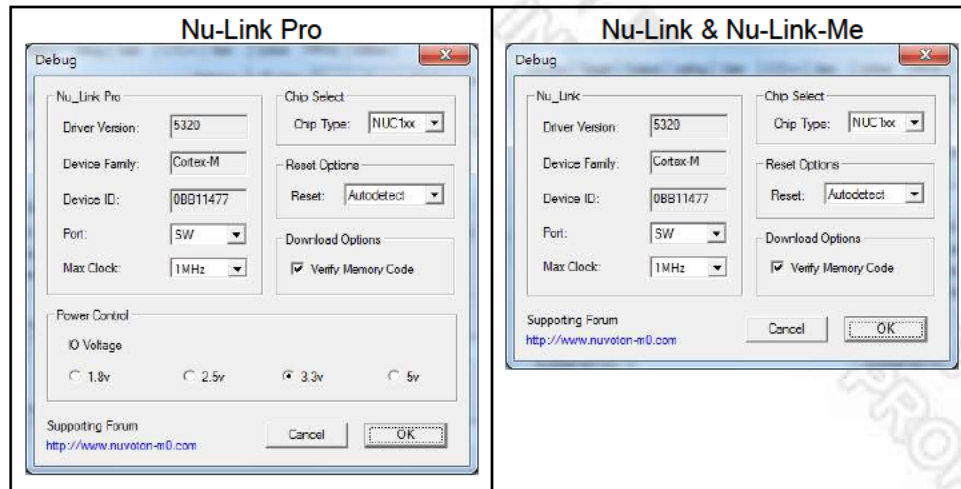 Nu-Link Pro
Debug
Nu_Link Pro
Driver Version: 5320
Device Family: Cortex-M
Device ID: 0BB11477
Port: SW
Max Clock: 1MHz
Chip Select
Chip Type: NUC1xx
Reset Options
Reset: Autodetect
Download Options
Verify Memory Code
Power Control
IO Voltage
1.8v 2.5v 3.3v 5v
Supporting Forum
http://www.nuvoton-m0.com
Cancel OK
Nu-Link & Nu-Link-Me
Debug
Nu_Link
Driver Version: 5320
Device Family: Cortex-M
Device ID: 0BB11477
Port: SW
Max Clock: 1MHz
Chip Select
Chip Type: NUC1xx
Reset Options
Reset: Autodetect
Download Options
Verify Memory Code
Supporting Forum
http://www.nuvoton-m0.com
Cancel OK